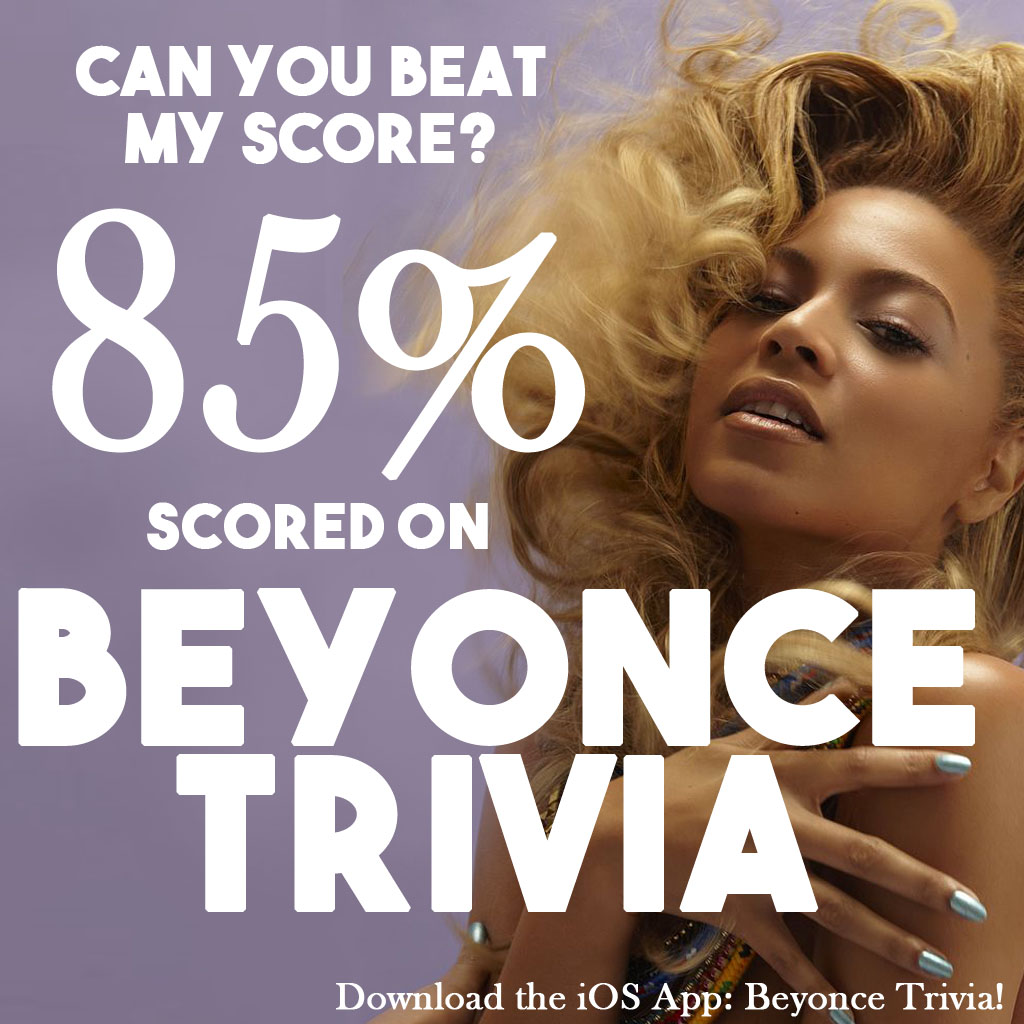 CAN YOU BEAT
MY SCORE?
85%
SCORED ON
BEYONCE
TRIVIA
Download the iOS App: Beyonce Trivia!